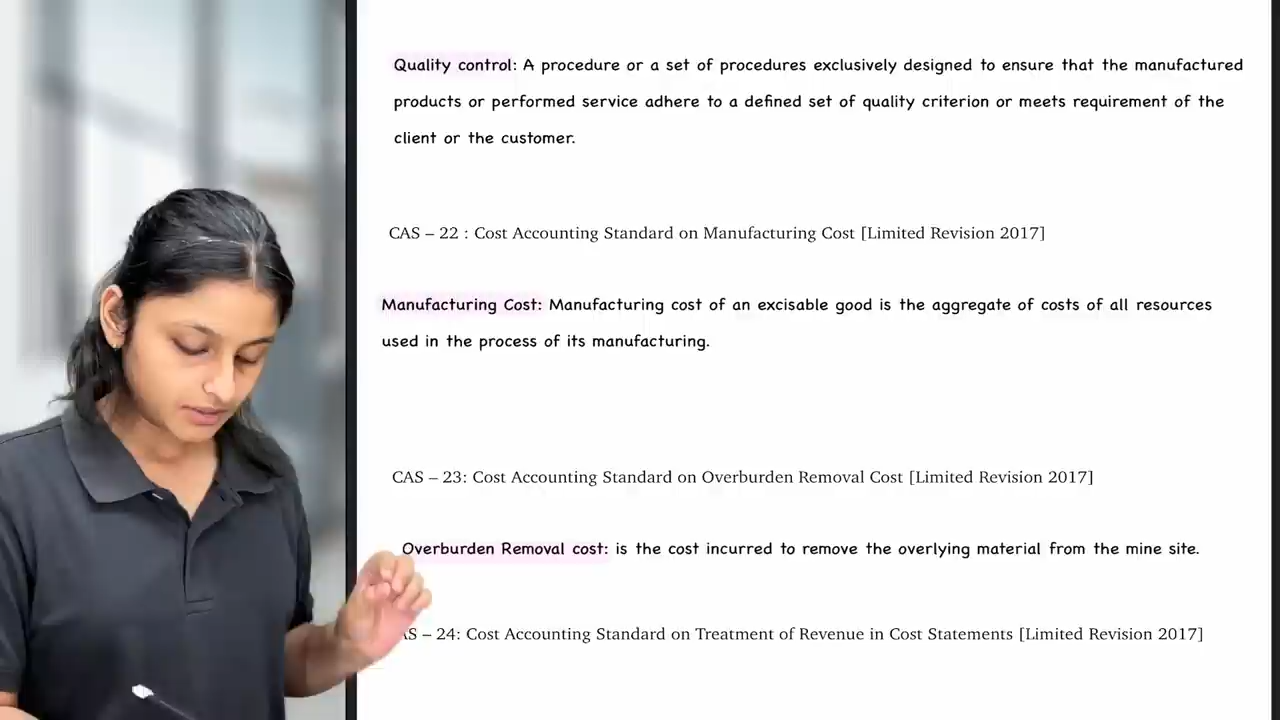 Quality control: A procedure or a set of procedures exclusively designed to ensure that the manufactured
products or performed service adhere to a defined set of quality criterion or meets requirement of the
client or the customer.
CAS – 22 : Cost Accounting Standard on Manufacturing Cost [Limited Revision 2017]
Manufacturing Cost: Manufacturing cost of an excisable good is the aggregate of costs of all resources
used in the process of its manufacturing.
CAS – 23: Cost Accounting Standard on Overburden Removal Cost [Limited Revision 2017]
Overburden Removal cost: is the cost incurred to remove the overlying material from the mine site.
– 24: Cost Accounting Standard on Treatment of Revenue in Cost Statements [Limited Revision 2017]